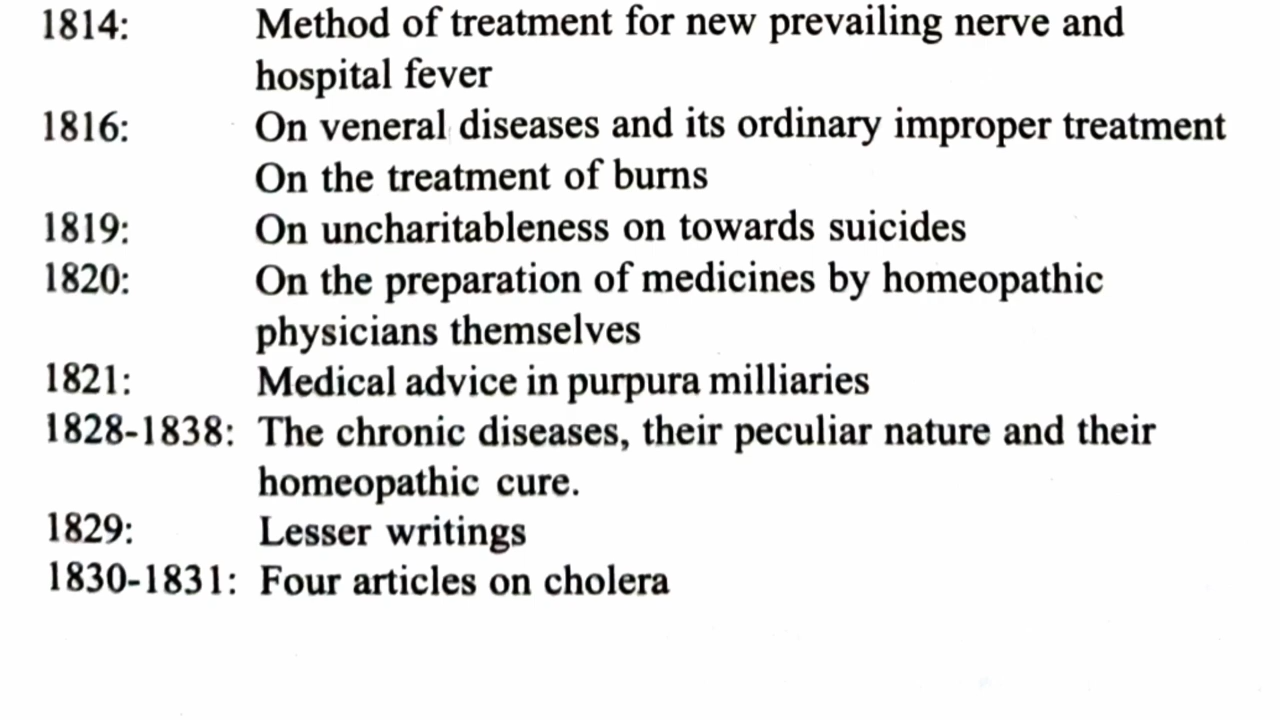 1814: Method of treatment for new prevailing nerve and
hospital fever
1816: On veneral diseases and its ordinary improper treatment
On the treatment of burns
1819: On uncharitableness on towards suicides
1820: On the preparation of medicines by homeopathic
physicians themselves
1821: Medical advice in purpura milliaries
1828-1838: The chronic diseases, their peculiar nature and their
homeopathic cure.
1829: Lesser writings
1830-1831: Four articles on cholera